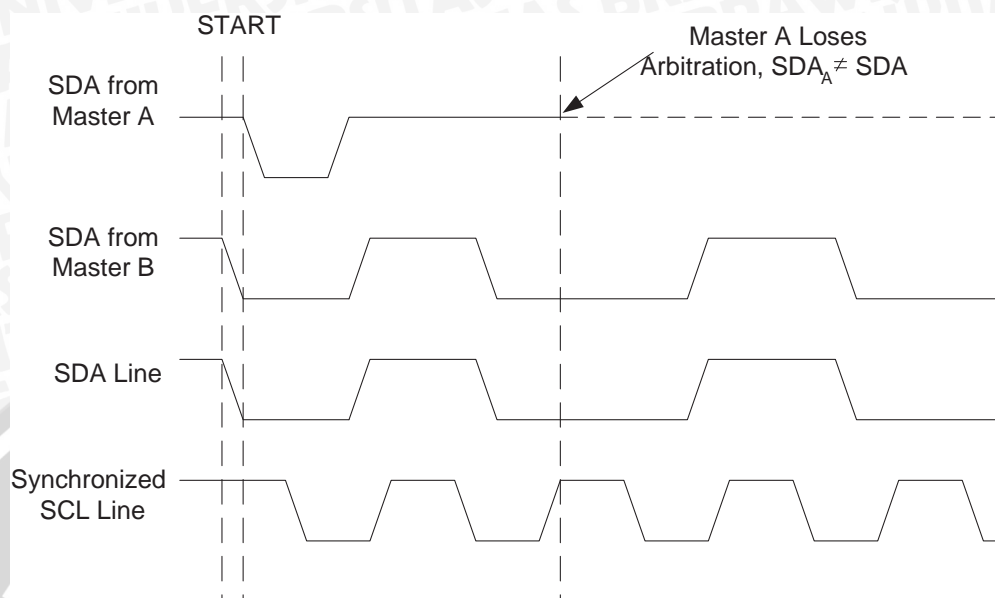 START
Master A Loses
Arbitration, SDA_A ≠ SDA
SDA from
Master A
SDA from
Master B
SDA Line
Synchronized
SCL Line